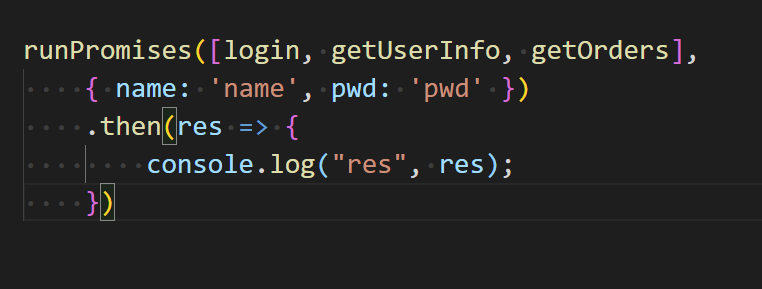 runPromises([login, getUserInfo, getOrders],
    { name: 'name', pwd: 'pwd' })
    .then(res => {
        console.log("res", res);
    })